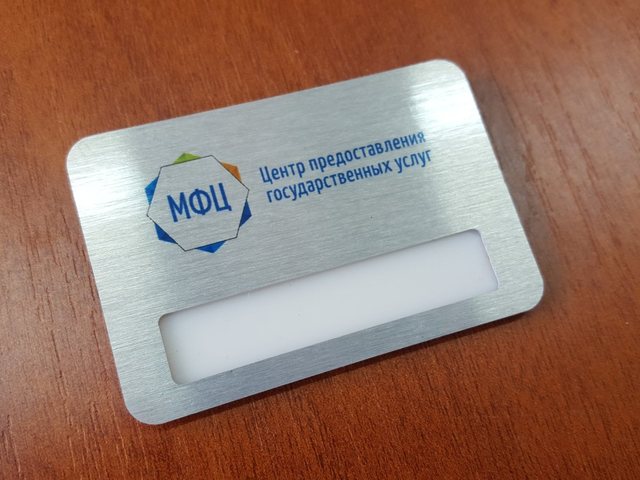 МФЦ
Центр предоставления
государственных услуг